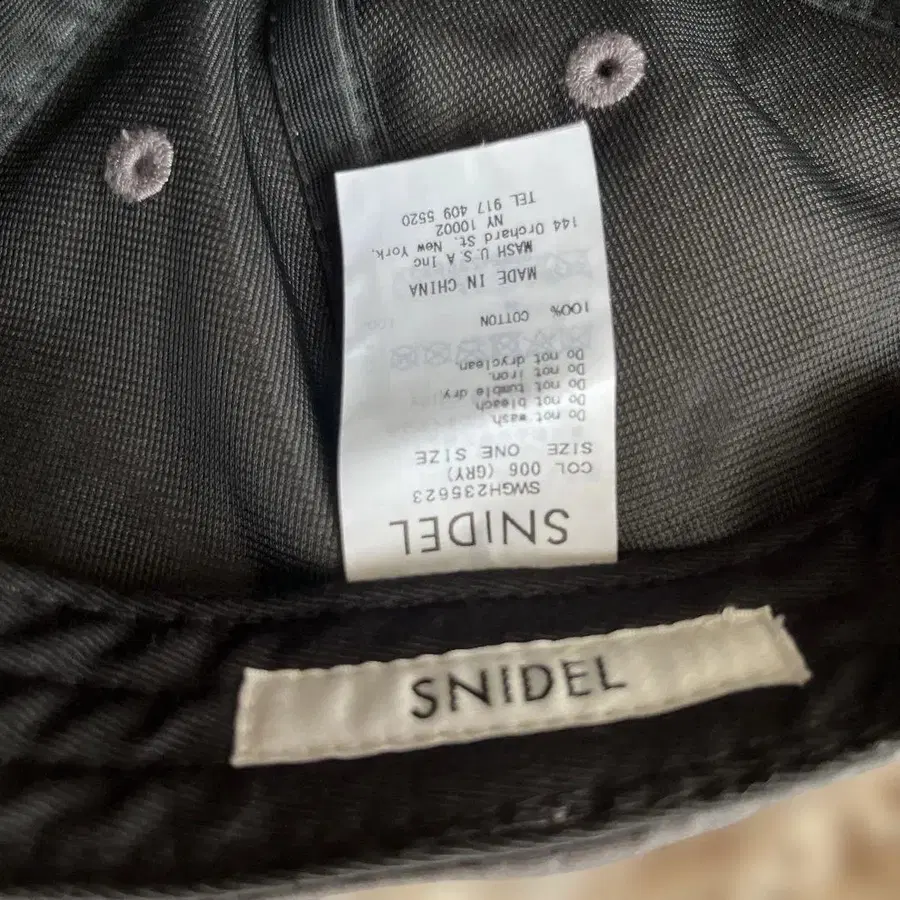 SNIDEL
SWGH235623
COL 006 (GRY)
SIZE ONE SIZE
Do not wash.
Do not bleach
Do not tumble dry
Do not iron.
Do not dryclean.
100% COTTON
MADE IN CHINA
MASH U.S.A Inc
144 Orchard St. New York,
NY 10002
TEL 917 409 5520
SNIDEL